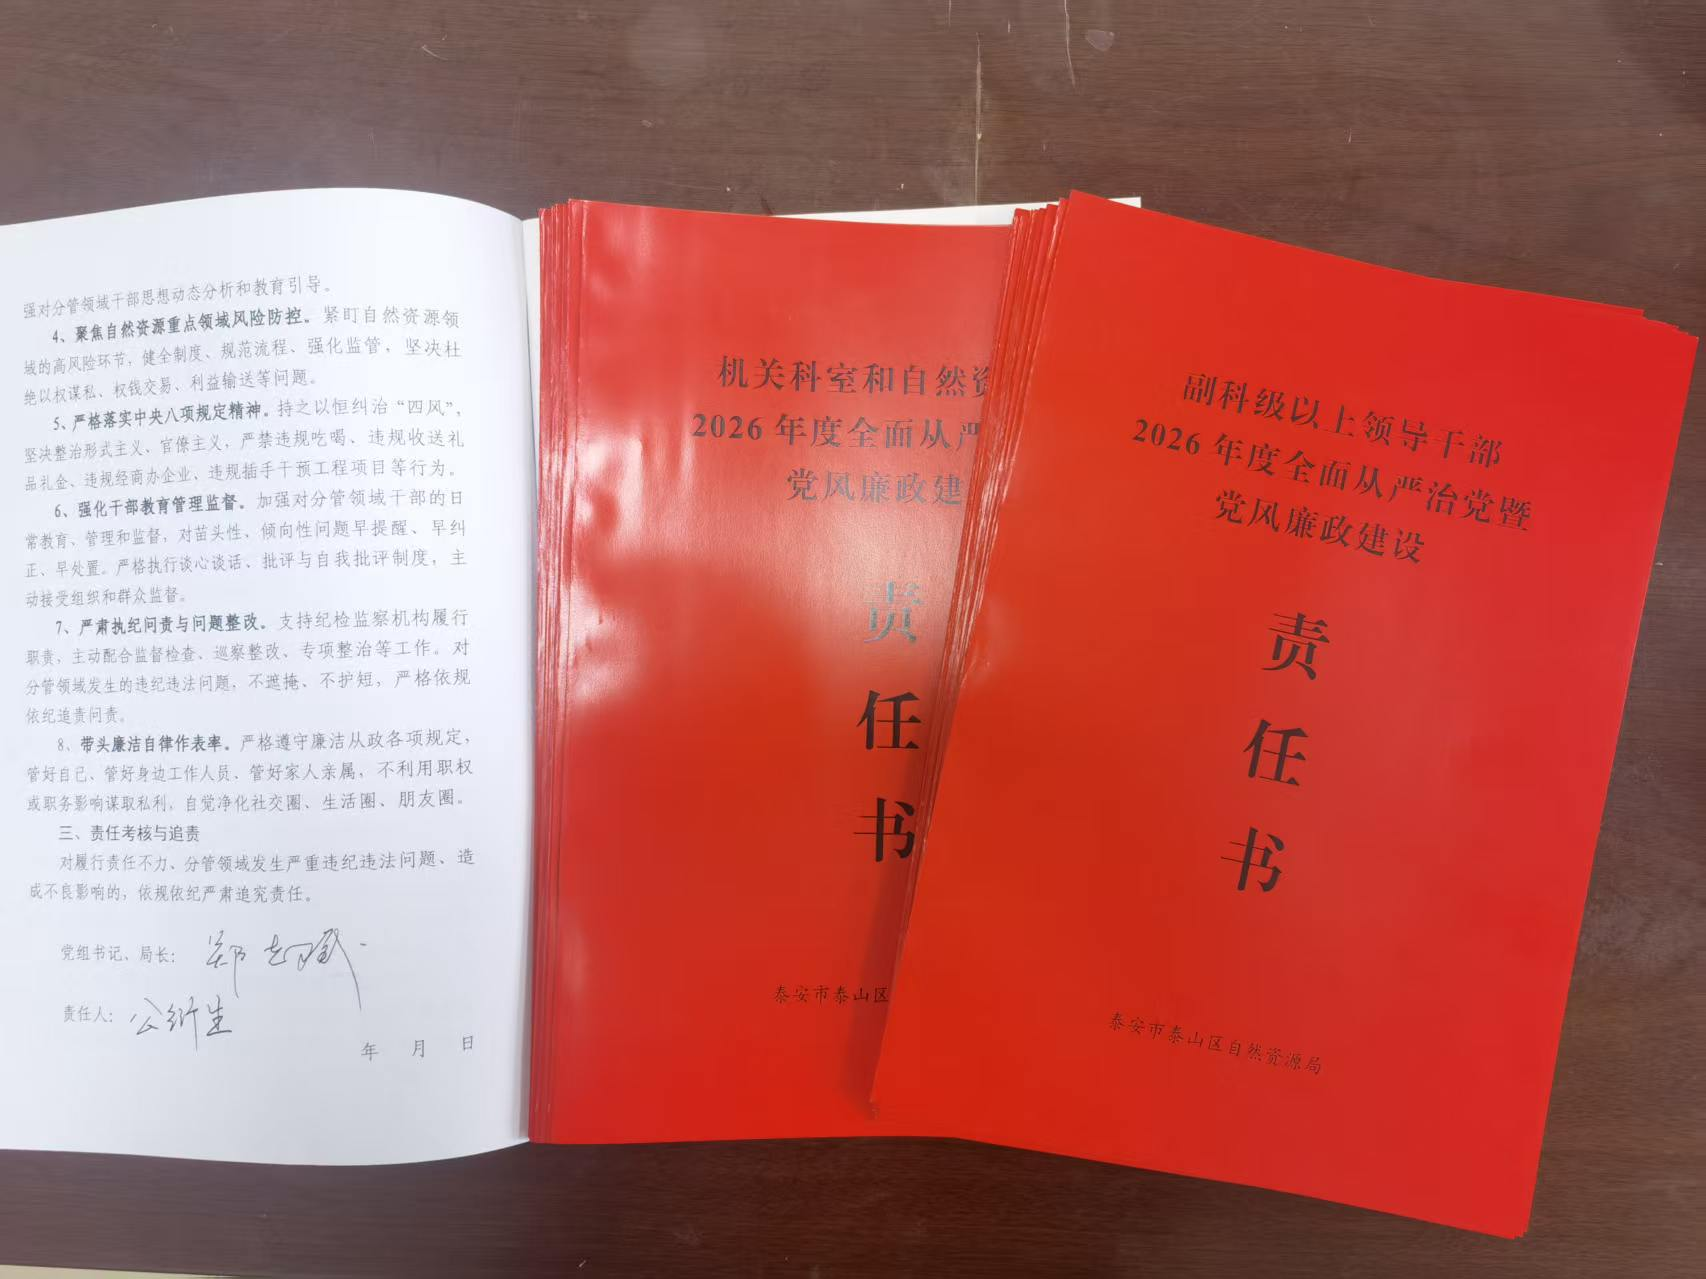 强对分管领域干部思想动态分析和教育引导。
4、聚焦自然资源重点领域风险防控。紧盯自然资源领
域的高风险环节，健全制度、规范流程、强化监管，坚决杜
绝以权谋私、权钱交易、利益输送等问题。
5、严格落实中央八项规定精神。持之以恒纠治“四风”，
坚决整治形式主义、官僚主义，严禁违规吃喝、违规收送礼
品礼金、违规经商办企业、违规插手干预工程项目等行为。
6、强化干部教育管理监督。加强对分管领域干部的日
常教育、管理和监督，对苗头性、倾向性问题早提醒、早纠
正、早处置。严格执行谈心谈话、批评与自我批评制度，主
动接受组织和群众监督。
7、严肃执纪问责与问题整改。支持纪检监察机构履行
职责，主动配合监督检查、巡察整改、专项整治等工作。对
分管领域发生的违纪违法问题，不遮掩、不护短，严格依规
依纪追责问责。
8、带头廉洁自律作表率。严格遵守廉洁从政各项规定，
管好自己、管好身边工作人员、管好家人亲属，不利用职权
或职务影响谋取私利，自觉净化社交圈、生活圈、朋友圈。
三、责任考核与追责
对履行责任不力、分管领域发生严重违纪违法问题、造
成不良影响的，依规依纪严肃追究责任。
党组书记、局长：郑
责任人：公衍生
年 月 日
机关科室和自然资
2026 年度全面从严
党风廉政建
责
任
书
泰安市泰山区
副科级以上领导干部
2026 年度全面从严治党暨
党风廉政建设
责
任
书
泰安市泰山区自然资源局